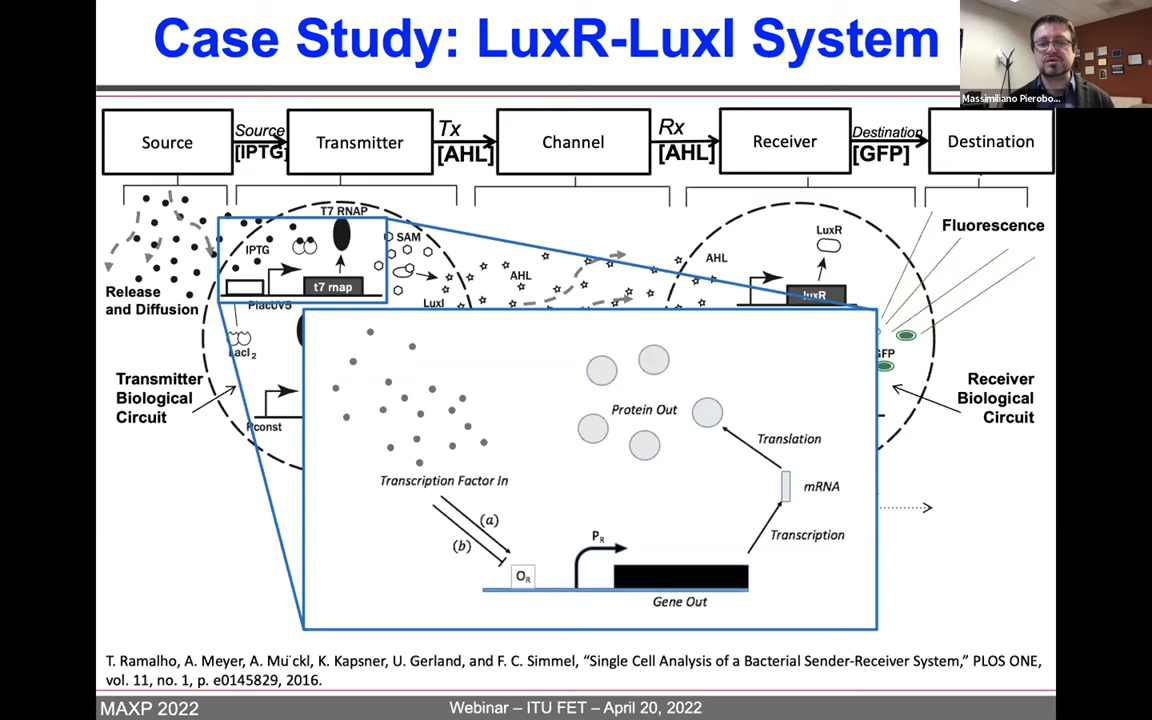 Case Study: LuxR-LuxI System
Massimiliano Pierobo...
Source
Source
[IPTG]
Transmitter
Tx
[AHL]
Channel
Rx
[AHL]
Receiver
Destination
[GFP]
Destination
T7 RNAP
IPTG
SAM
t7 rnap
PlacUV5
LuxI
AHL
AHL
LuxR
luxR
Fluorescence
Release
and Diffusion
LacI2
GFP
Transmitter
Biological
Circuit
Pconst
Receiver
Biological
Circuit
Protein Out
Translation
Transcription Factor In
mRNA
(a)
(b)
Transcription
PR
OR
Gene Out
T. Ramalho, A. Meyer, A. Mu¨ckl, K. Kapsner, U. Gerland, and F. C. Simmel, “Single Cell Analysis of a Bacterial Sender-Receiver System,” PLOS ONE,
vol. 11, no. 1, p. e0145829, 2016.
MAXP 2022
Webinar – ITU FET – April 20, 2022